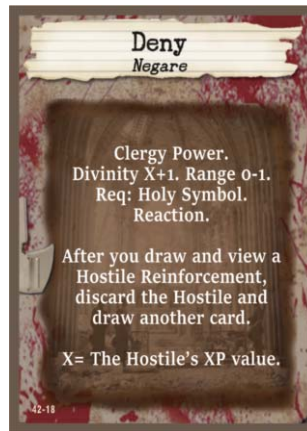 Deny
Negare
Clergy Power.
Divinity X+1. Range 0-1.
Req: Holy Symbol.
Reaction.
After you draw and view a
Hostile Reinforcement,
discard the Hostile and
draw another card.
X= The Hostile's XP value.
42-18